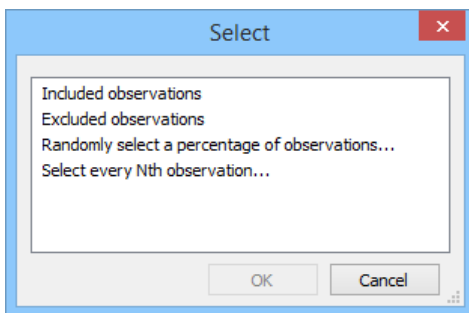 Select
Included observations
Excluded observations
Randomly select a percentage of observations...
Select every Nth observation...
OK
Cancel